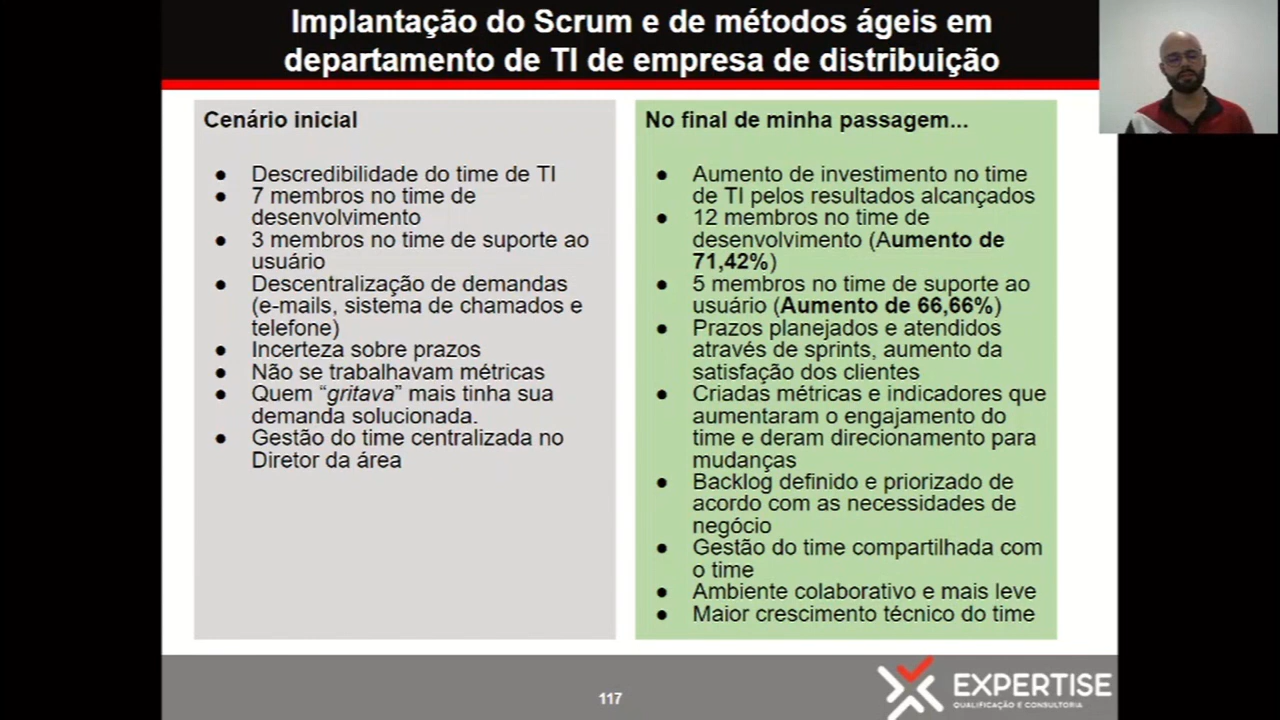 Implantação do Scrum e de métodos ágeis em
departamento de TI de empresa de distribuição
Cenário inicial
● Descredibilidade do time de TI
● 7 membros no time de
desenvolvimento
● 3 membros no time de suporte ao
usuário
● Descentralização de demandas
(e-mails, sistema de chamados e
telefone)
● Incerteza sobre prazos
● Não se trabalhavam métricas
● Quem “gritava” mais tinha sua
demanda solucionada.
● Gestão do time centralizada no
Diretor da área
No final de minha passagem...
● Aumento de investimento no time
de TI pelos resultados alcançados
● 12 membros no time de
desenvolvimento (Aumento de
71,42%)
● 5 membros no time de suporte ao
usuário (Aumento de 66,66%)
● Prazos planejados e atendidos
através de sprints, aumento da
satisfação dos clientes
● Criadas métricas e indicadores que
aumentaram o engajamento do
time e deram direcionamento para
mudanças
● Backlog definido e priorizado de
acordo com as necessidades de
negócio
● Gestão do time compartilhada com
o time
● Ambiente colaborativo e mais leve
● Maior crescimento técnico do time
117
EXPERTISE
QUALIFICAÇÃO E CONSULTORIA